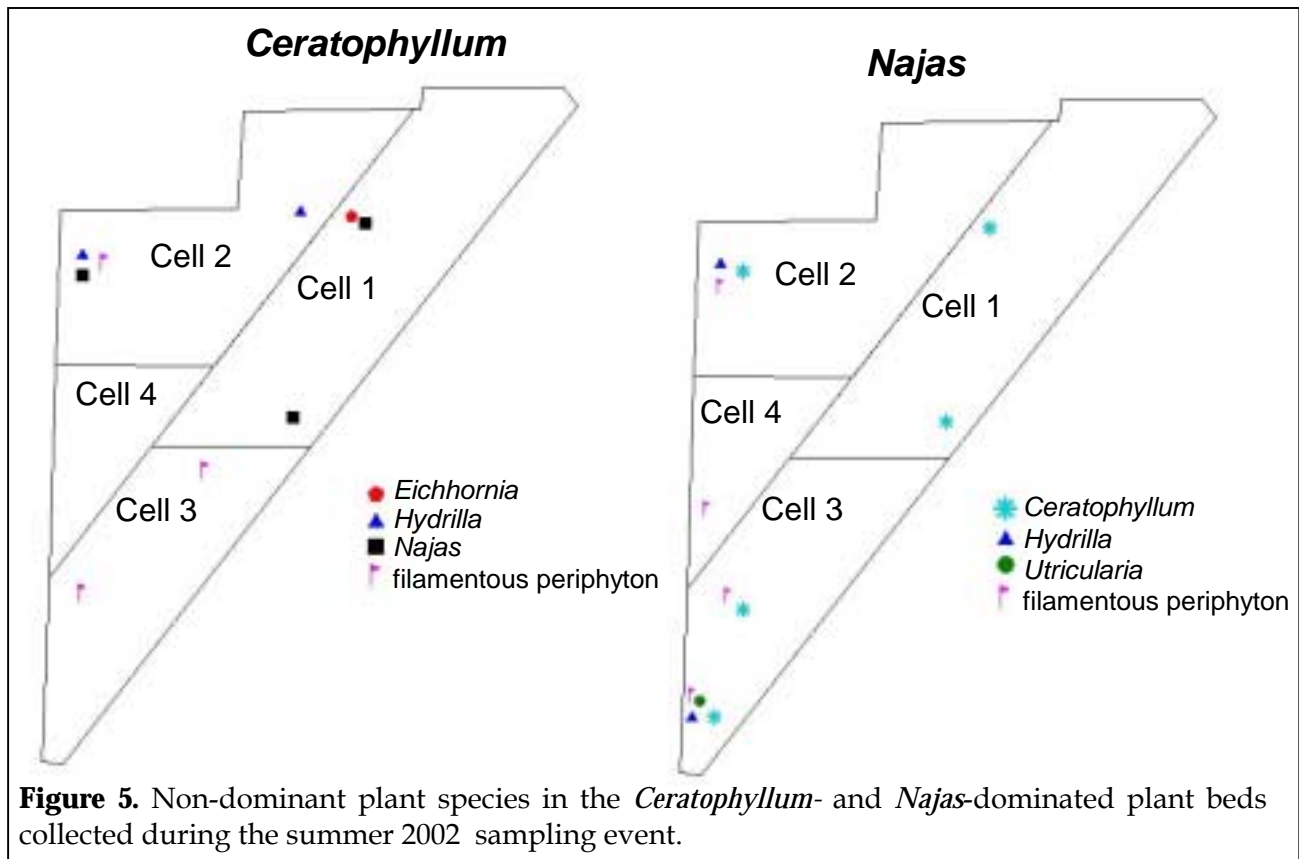 Ceratophyllum
Najas
Cell 2
Cell 1
Cell 4
Cell 3
Eichhornia
Hydrilla
Najas
filamentous periphyton
Cell 2
Cell 1
Cell 4
Cell 3
Ceratophyllum
Hydrilla
Utricularia
filamentous periphyton
Figure 5. Non-dominant plant species in the Ceratophyllum- and Najas-dominated plant beds
collected during the summer 2002 sampling event.